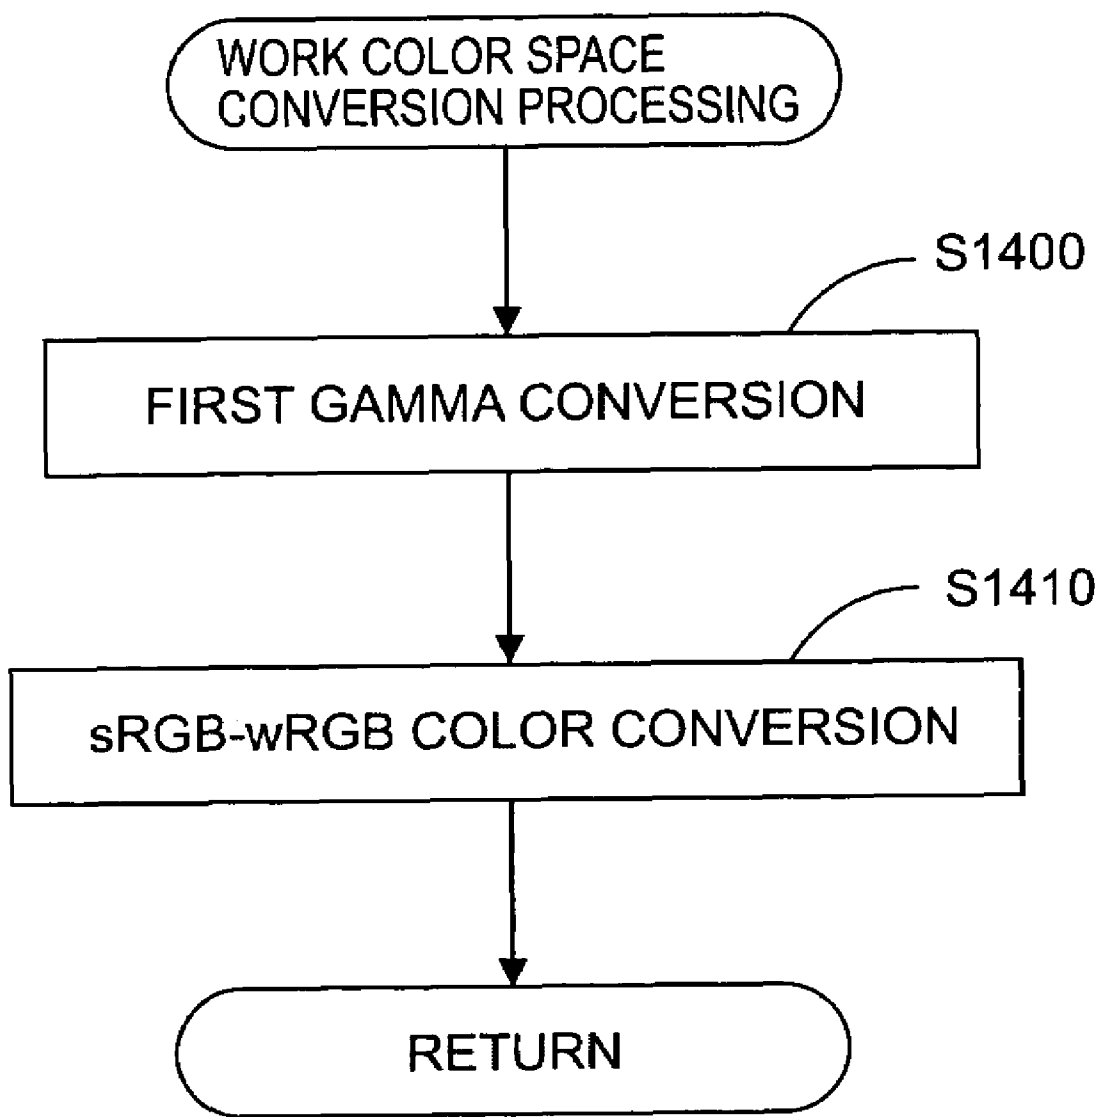 WORK COLOR SPACE
CONVERSION PROCESSING
S1400
FIRST GAMMA CONVERSION
S1410
sRGB-wRGB COLOR CONVERSION
RETURN